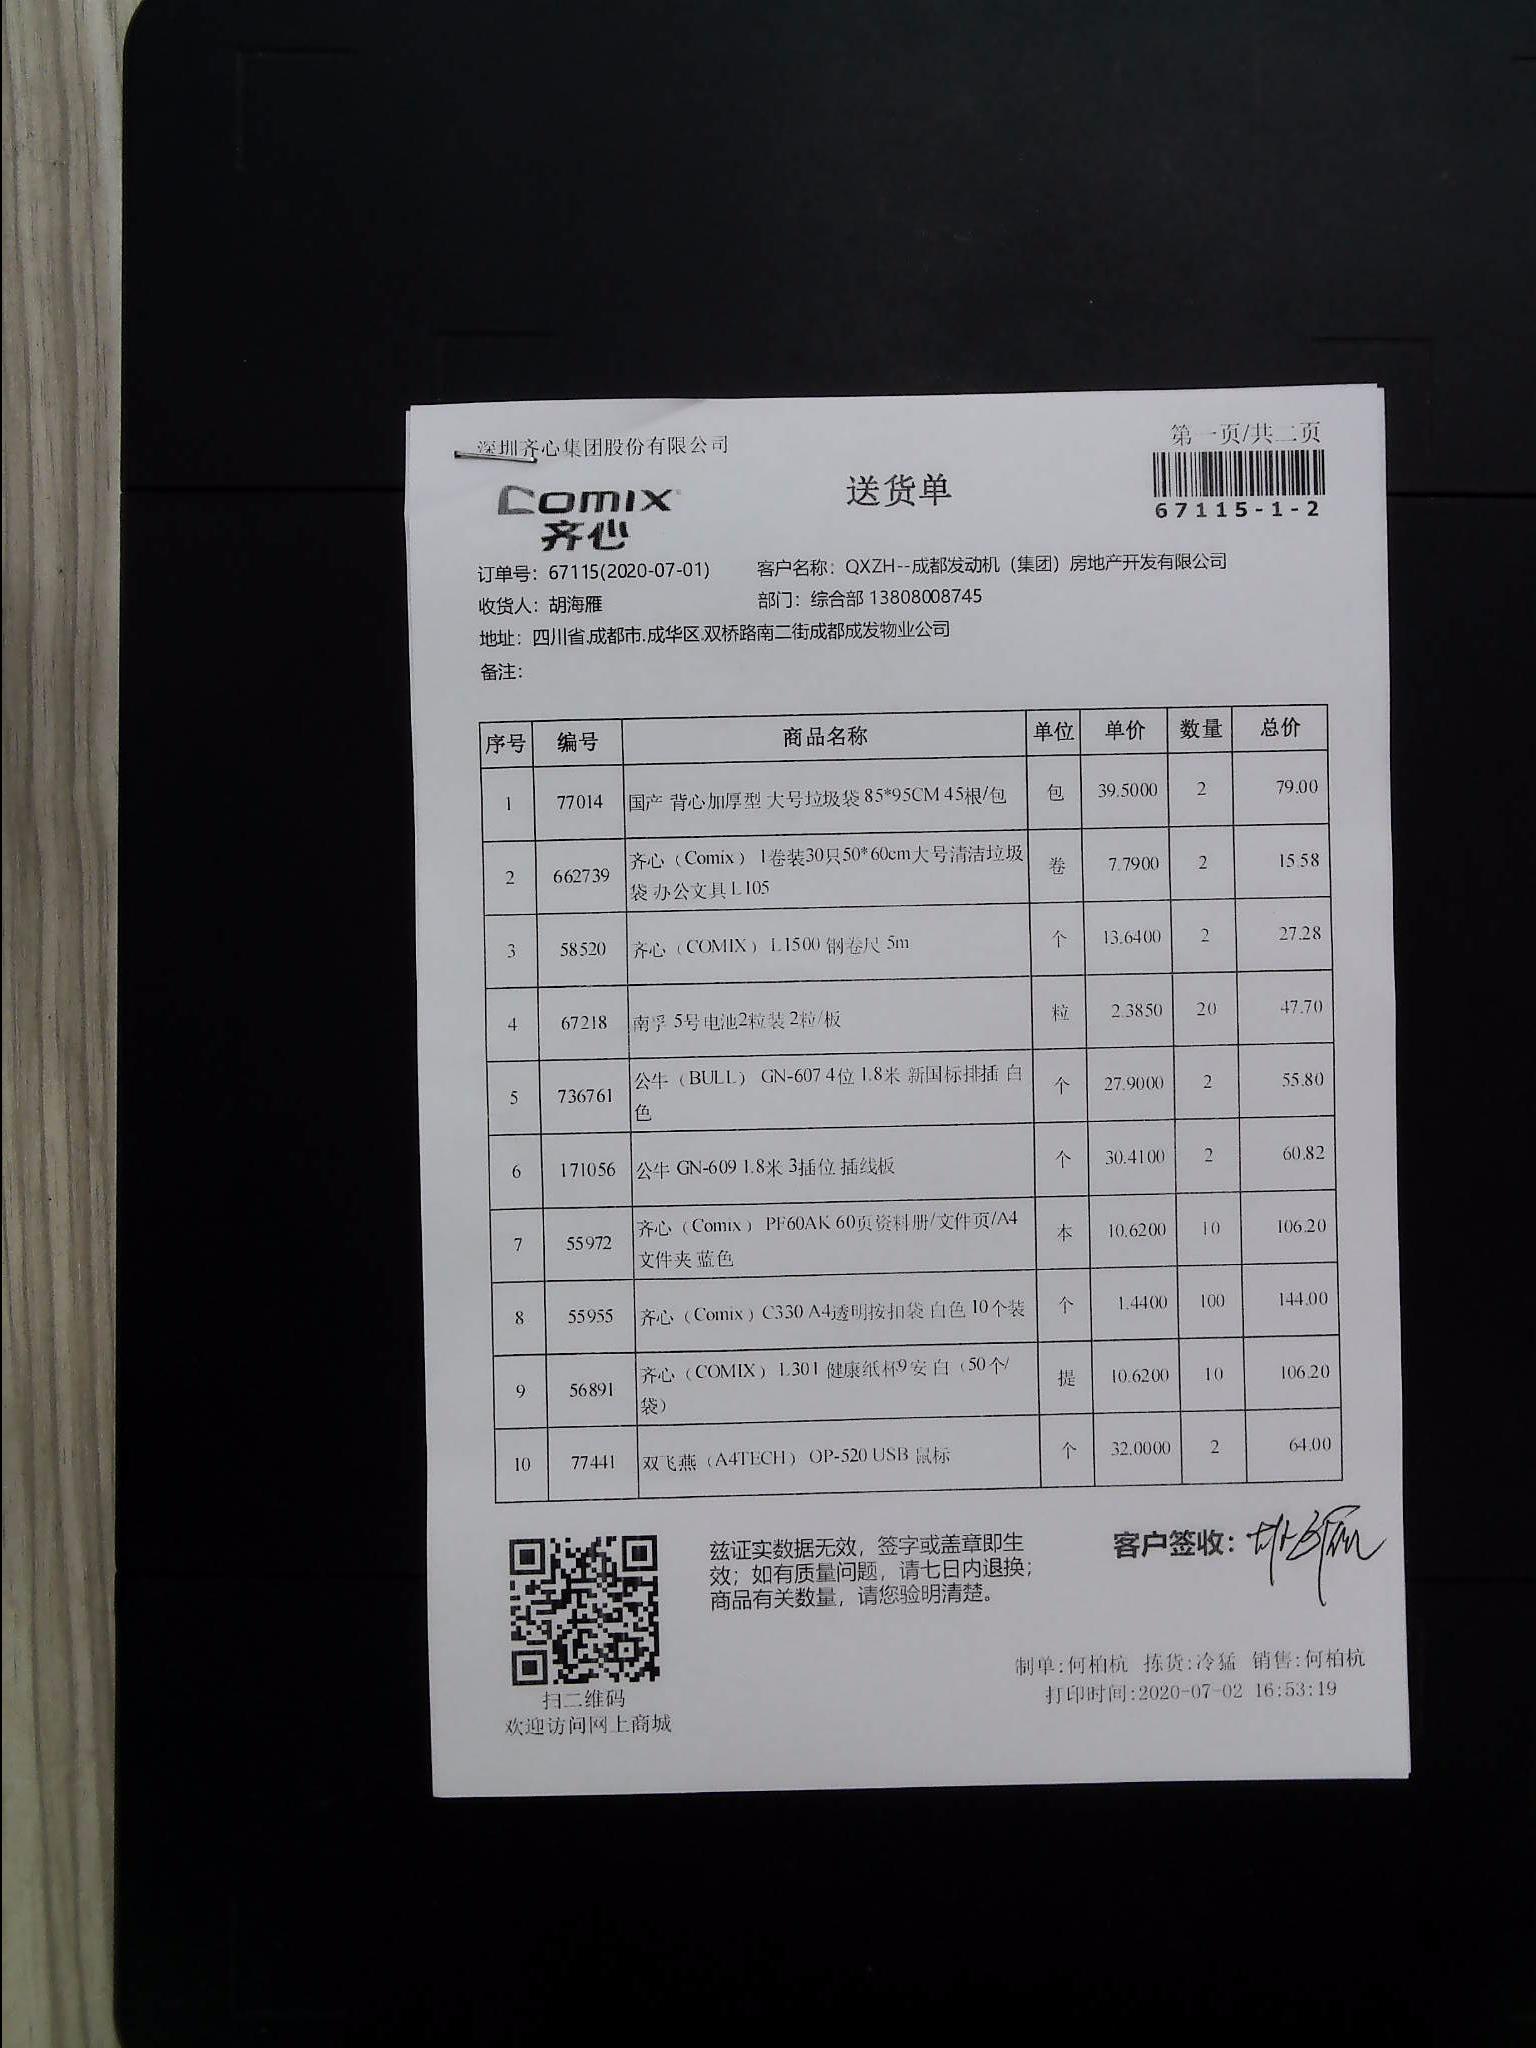 深圳齐心集团股份有限公司
第一页/共二页
comix
齐心
送货单
67115-1-2
订单号：67115(2020-07-01) 客户名称：QXZH--成都发动机（集团）房地产开发有限公司
收货人：胡海雁 部门：综合部 13808008745
地址：四川省.成都市.成华区.双桥路南二街成都成发物业公司
备注：
序号 编号 商品名称 单位 单价 数量 总价
1 77014 国产 背心加厚型 大号垃圾袋 85*95CM 45根/包 包 39.5000 2 79.00
2 662739 齐心（Comix） 1卷装30只50*60cm大号清洁垃圾
袋 办公文具 L105 卷 7.7900 2 15.58
3 58520 齐心（COMIX） L1500 钢卷尺 5m 个 13.6400 2 27.28
4 67218 南孚 5号电池2粒装 2粒/板 粒 2.3850 20 47.70
5 736761 公牛（BULL） GN-607 4位 1.8米 新国标排插 白
色 个 27.9000 2 55.80
6 171056 公牛 GN-609 1.8米 3插位 插线板 个 30.4100 2 60.82
7 55972 齐心（Comix） PF60AK 60页资料册/文件页/A4
文件夹 蓝色 本 10.6200 10 106.20
8 55955 齐心（Comix）C330 A4透明按扣袋 白色 10个装 个 1.4400 100 144.00
9 56891 齐心（COMIX） L301 健康纸杯9安 白（50个/
袋） 提 10.6200 10 106.20
10 77441 双飞燕（A4TECH） OP-520 USB 鼠标 个 32.0000 2 64.00
兹证实数据无效，签字或盖章即生
效；如有质量问题，请七日内退换；
商品有关数量，请您验明清楚。
客户签收：
扫二维码
欢迎访问网上商城
制单:何柏杭 拣货:冷猛 销售:何柏杭
打印时间:2020-07-02 16:53:19